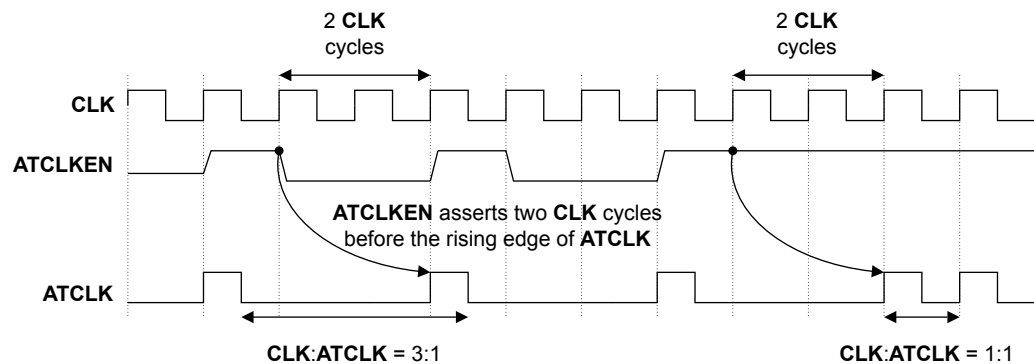 2 CLK
cycles
2 CLK
cycles
CLK
ATCLKEN
ATCLKEN asserts two CLK cycles
before the rising edge of ATCLK
ATCLK
CLK:ATCLK = 3:1
CLK:ATCLK = 1:1